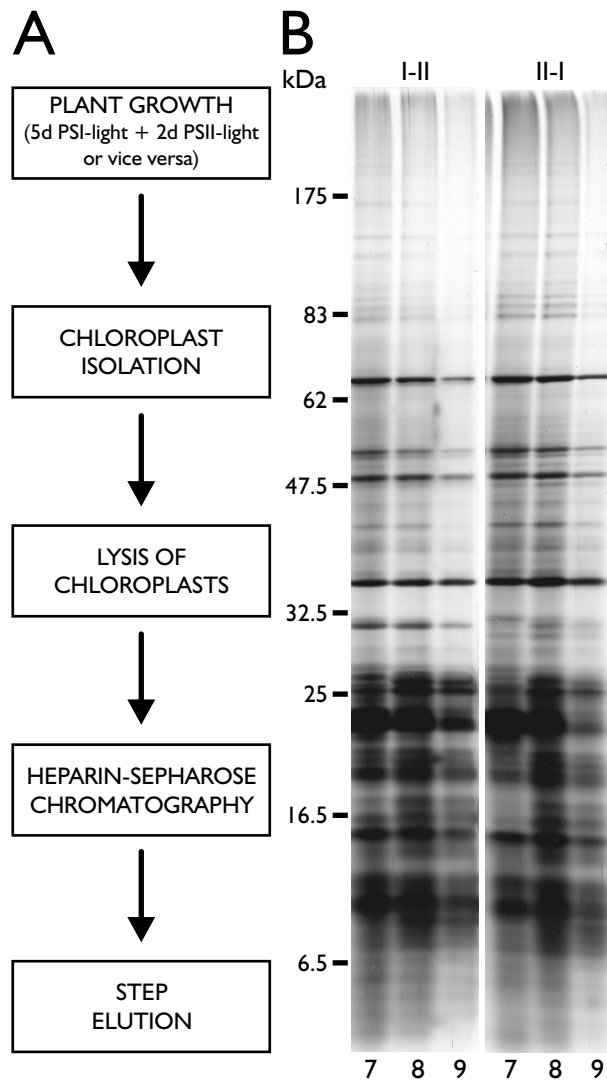 A
PLANT GROWTH
(5d PSI-light + 2d PSII-light
or vice versa)
CHLOROPLAST
ISOLATION
LYSIS OF
CHLOROPLASTS
HEPARIN-SEPHAROSE
CHROMATOGRAPHY
STEP
ELUTION
B
I-II II-I
kDa
175
83
62
47.5
32.5
25
16.5
6.5
7 8 9 7 8 9